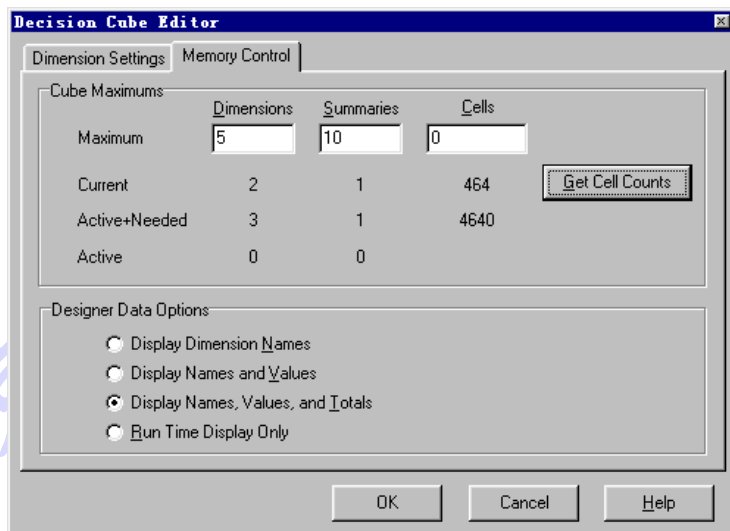 Decision Cube Editor
Dimension Settings Memory Control
Cube Maximums
Dimensions Summaries Cells
Maximum 5 10 0
Current 2 1 464 Get Cell Counts
Active+Needed 3 1 4640
Active 0 0
Designer Data Options
Display Dimension Names
Display Names and Values
Display Names, Values, and Totals
Run Time Display Only
OK Cancel Help